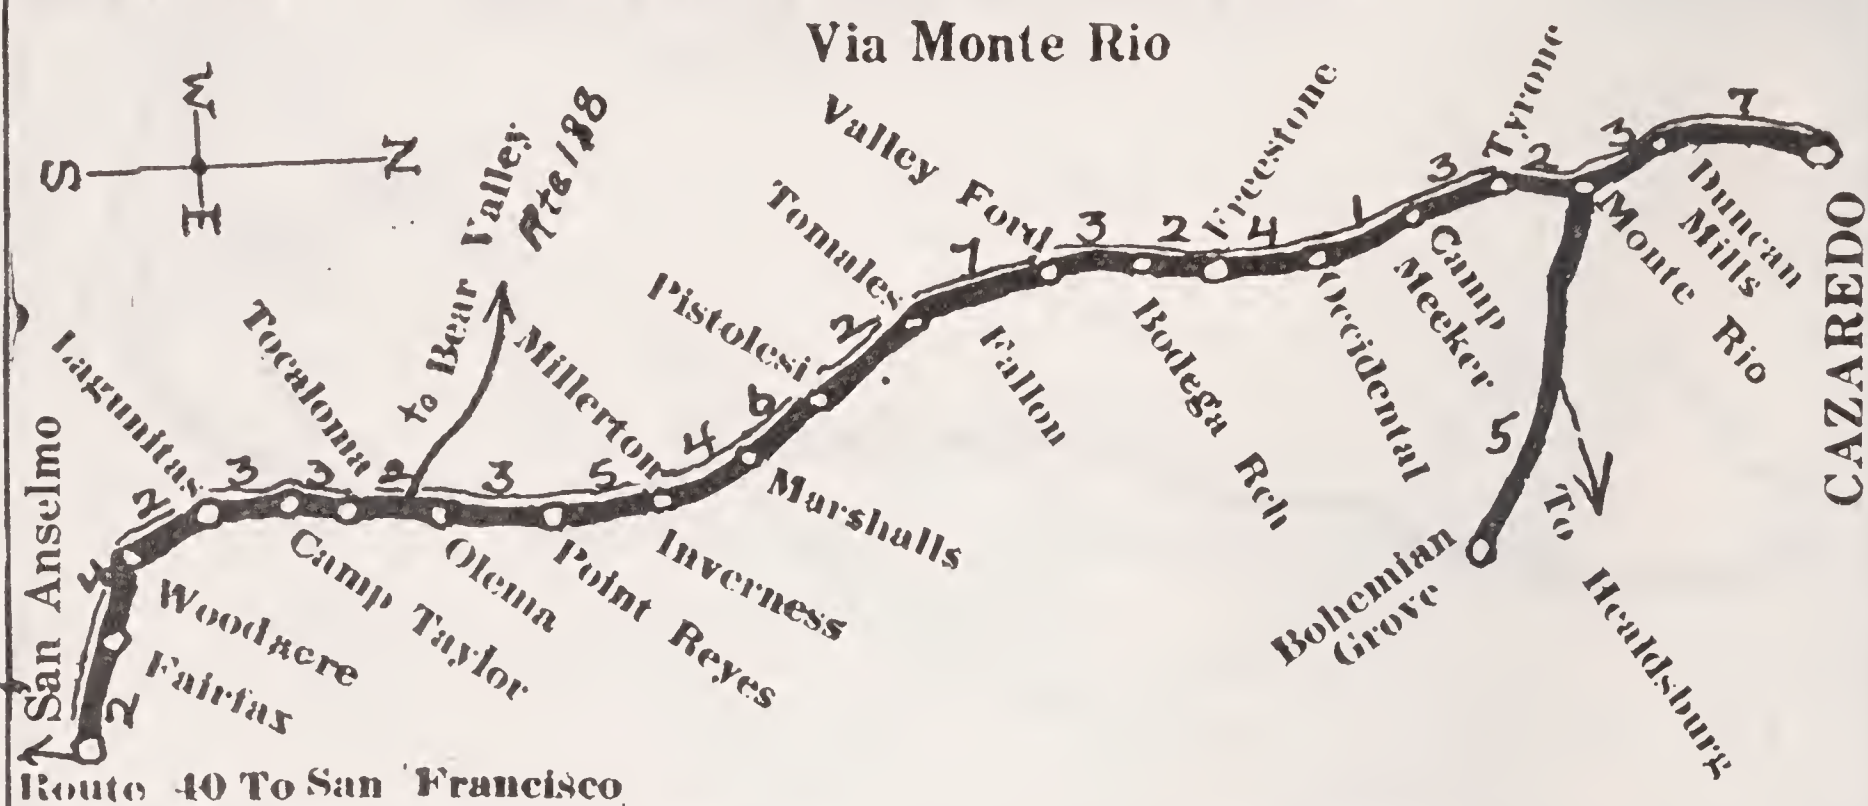 Via Monte Rio
W
S
N
E
to Bear Valley
Rte 188
Lagunitas
Tocaloma
Millerton
Pistolesi
Tomales
Valley Ford
Freestone
Tyrone
2
4
2
3
3
2
3
5
4
2
7
3
2
4
1
3
2
3
7
5
San Anselmo
Fairfax
Woodacre
Camp Taylor
Olema
Point Reyes
Inverness
Marshalls
Fallon
Bodega Rch
Occidental
Camp
Meeker
Monte Rio
Duncan
Mills
CAZAREDO
Bohemian
Grove
To Healdsburg
Route 40 To San Francisco